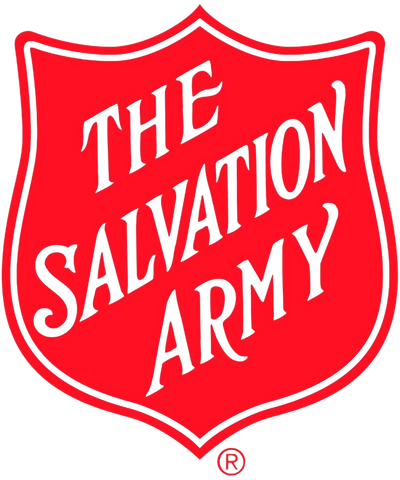 THE
SALVATION
ARMY
®